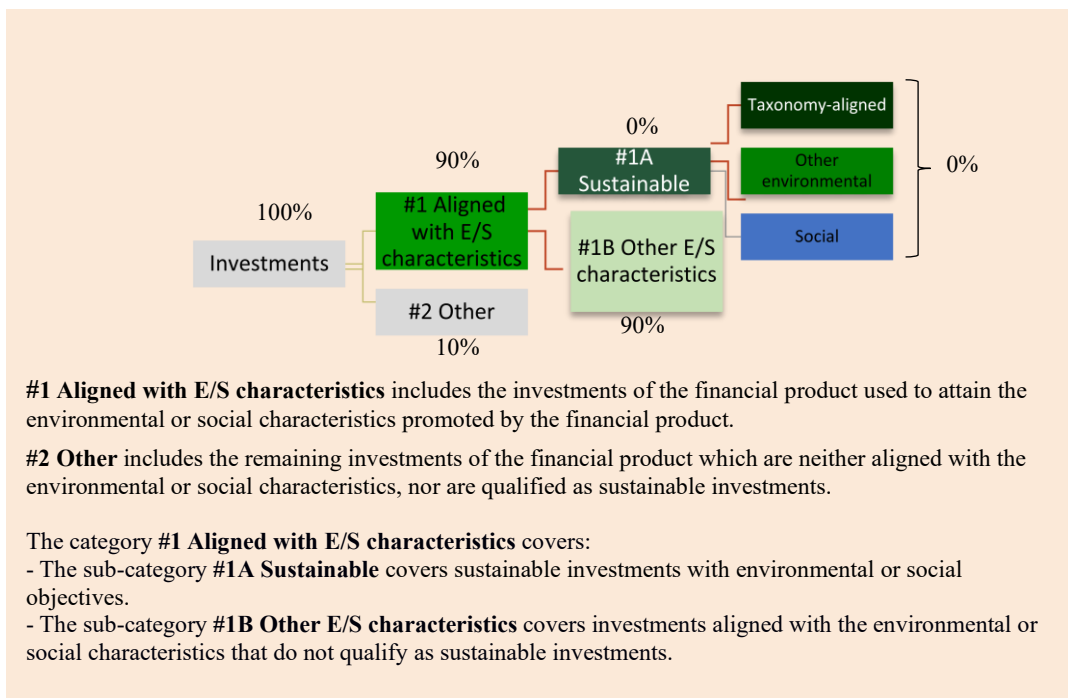 Taxonomy-aligned
0%
#1A
Sustainable
Other
environmental
0%
90%
#1 Aligned
with E/S
characteristics
100%
Investments
#1B Other E/S
characteristics
Social
#2 Other
90%
10%
#1 Aligned with E/S characteristics includes the investments of the financial product used to attain the
environmental or social characteristics promoted by the financial product.
#2 Other includes the remaining investments of the financial product which are neither aligned with the
environmental or social characteristics, nor are qualified as sustainable investments.
The category #1 Aligned with E/S characteristics covers:
- The sub-category #1A Sustainable covers sustainable investments with environmental or social
objectives.
- The sub-category #1B Other E/S characteristics covers investments aligned with the environmental or
social characteristics that do not qualify as sustainable investments.